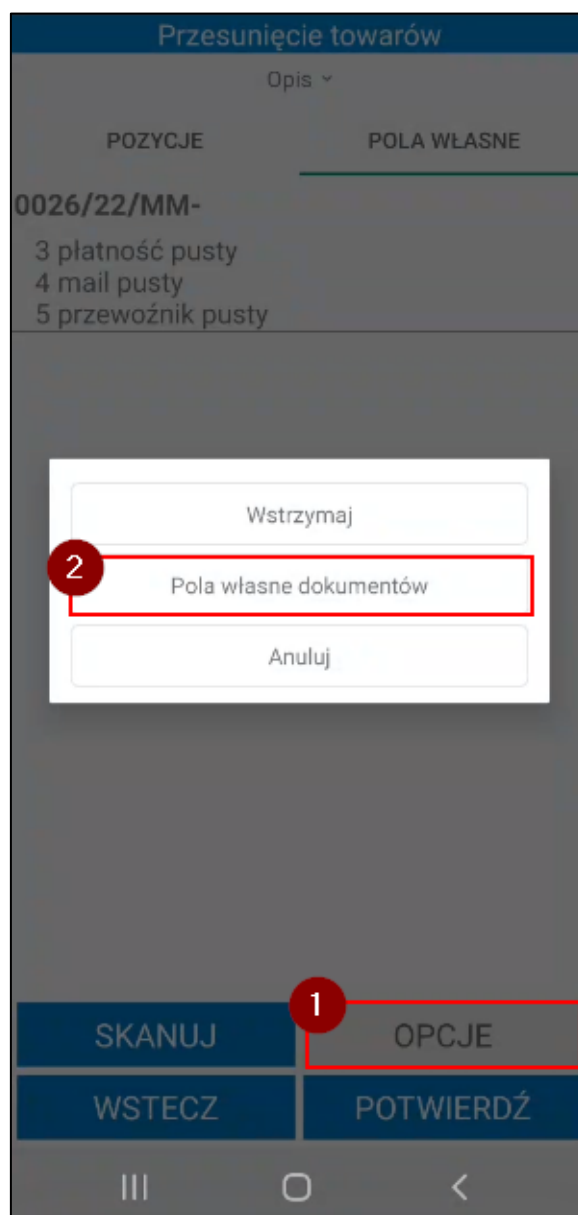 Przesunięcie towarów
Opis
POZYCJE POLA WŁASNE
0026/22/MM-
3 płatność pusty
4 mail pusty
5 przewoźnik pusty
Wstrzymaj
2 Pola własne dokumentów
Anuluj
1
SKANUJ OPCJE
WSTECZ POTWIERDŹ